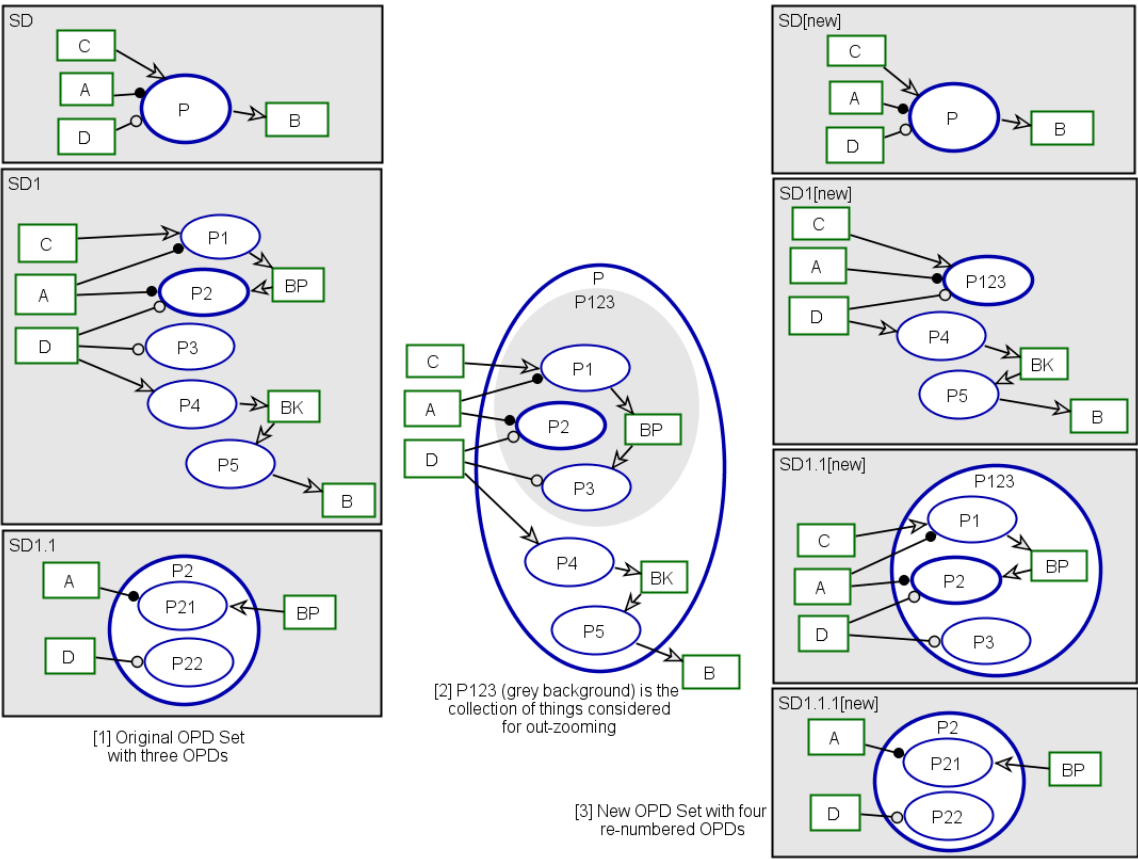 SD
C
A
D
P
B
SD1
C
A
D
P1
BP
P2
P3
P4
BK
P5
B
SD1.1
A
D
P2
P21
P22
BP
[1] Original OPD Set
with three OPDs
P
P123
C
A
D
P1
P2
BP
P3
P4
BK
P5
B
[2] P123 (grey background) is the
collection of things considered
for out-zooming
SD[new]
C
A
D
P
B
SD1[new]
C
A
D
P123
P4
BK
P5
B
SD1.1[new]
P123
C
A
D
P1
BP
P2
P3
SD1.1.1[new]
A
D
P2
P21
P22
BP
[3] New OPD Set with four
re-numbered OPDs